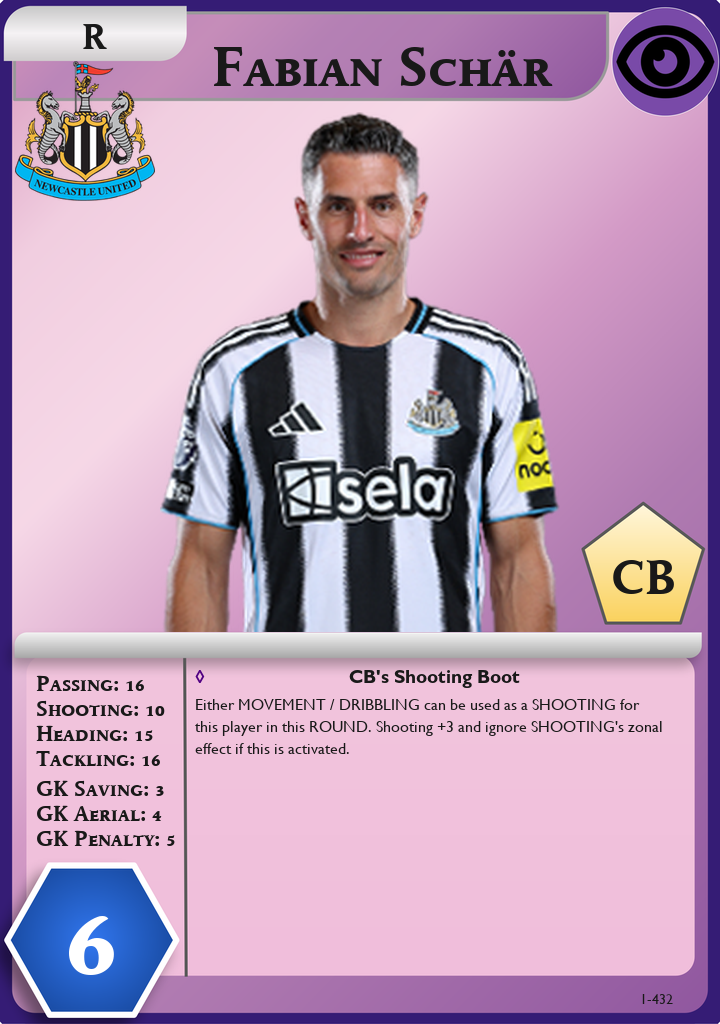 R
Fabian Schär
NEWCASTLE UNITED
sela
CB
Passing: 16
Shooting: 10
Heading: 15
Tackling: 16
GK Saving: 3
GK Aerial: 4
GK Penalty: 5
6
CB's Shooting Boot
Either MOVEMENT / DRIBBLING can be used as a SHOOTING for
this player in this ROUND. Shooting +3 and ignore SHOOTING's zonal
effect if this is activated.
1-432